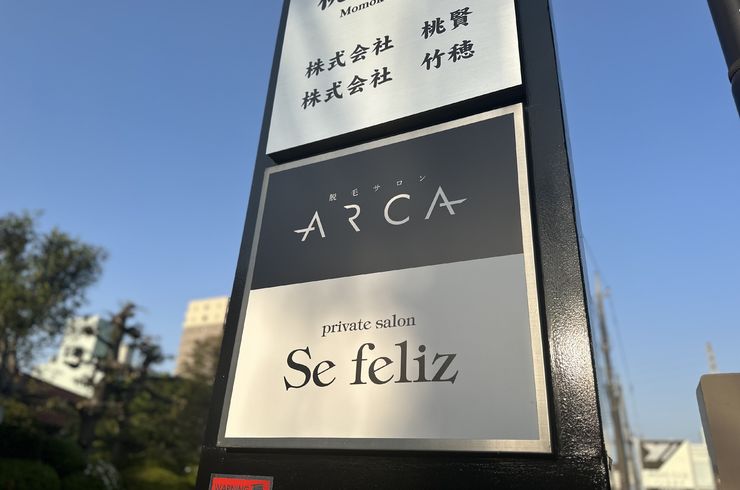 株式会社 桃賢
株式会社 竹穂
脱毛サロン
ARCA
private salon
Se feliz
WARNING